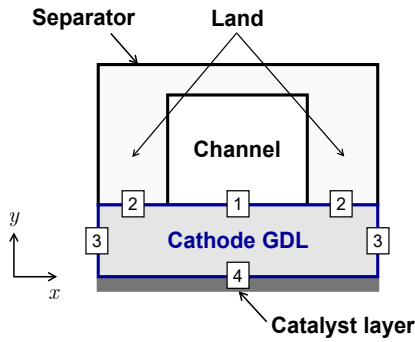 Separator
Land
Channel
2
1
2
3
Cathode GDL
3
4
y
x
Catalyst layer